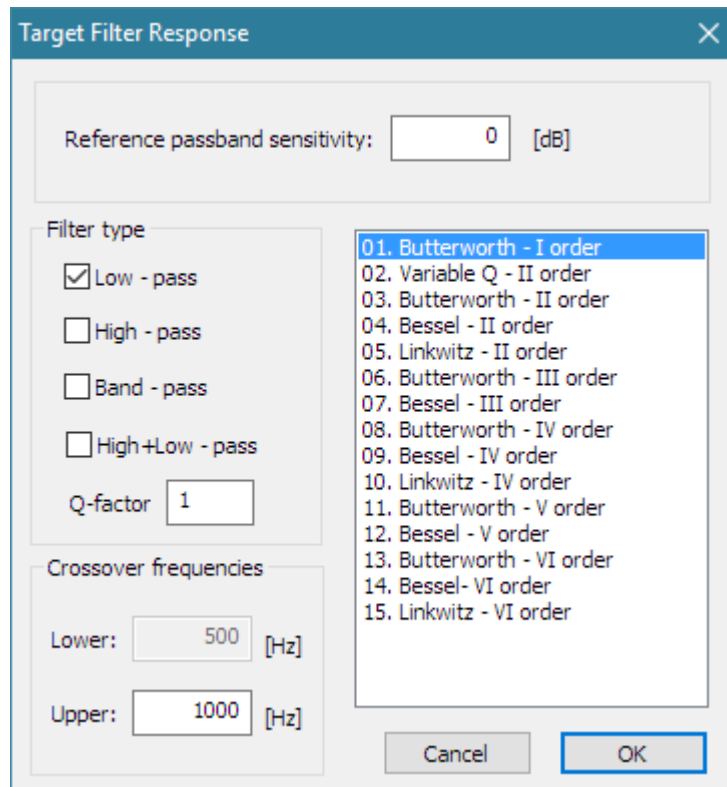 Target Filter Response
Reference passband sensitivity: 0 [dB]
Filter type
Low - pass
High - pass
Band - pass
High+Low - pass
Q-factor 1
Crossover frequencies
Lower: 500 [Hz]
Upper: 1000 [Hz]
01. Butterworth - I order
02. Variable Q - II order
03. Butterworth - II order
04. Bessel - II order
05. Linkwitz - II order
06. Butterworth - III order
07. Bessel - III order
08. Butterworth - IV order
09. Bessel - IV order
10. Linkwitz - IV order
11. Butterworth - V order
12. Bessel - V order
13. Butterworth - VI order
14. Bessel- VI order
15. Linkwitz - VI order
Cancel OK